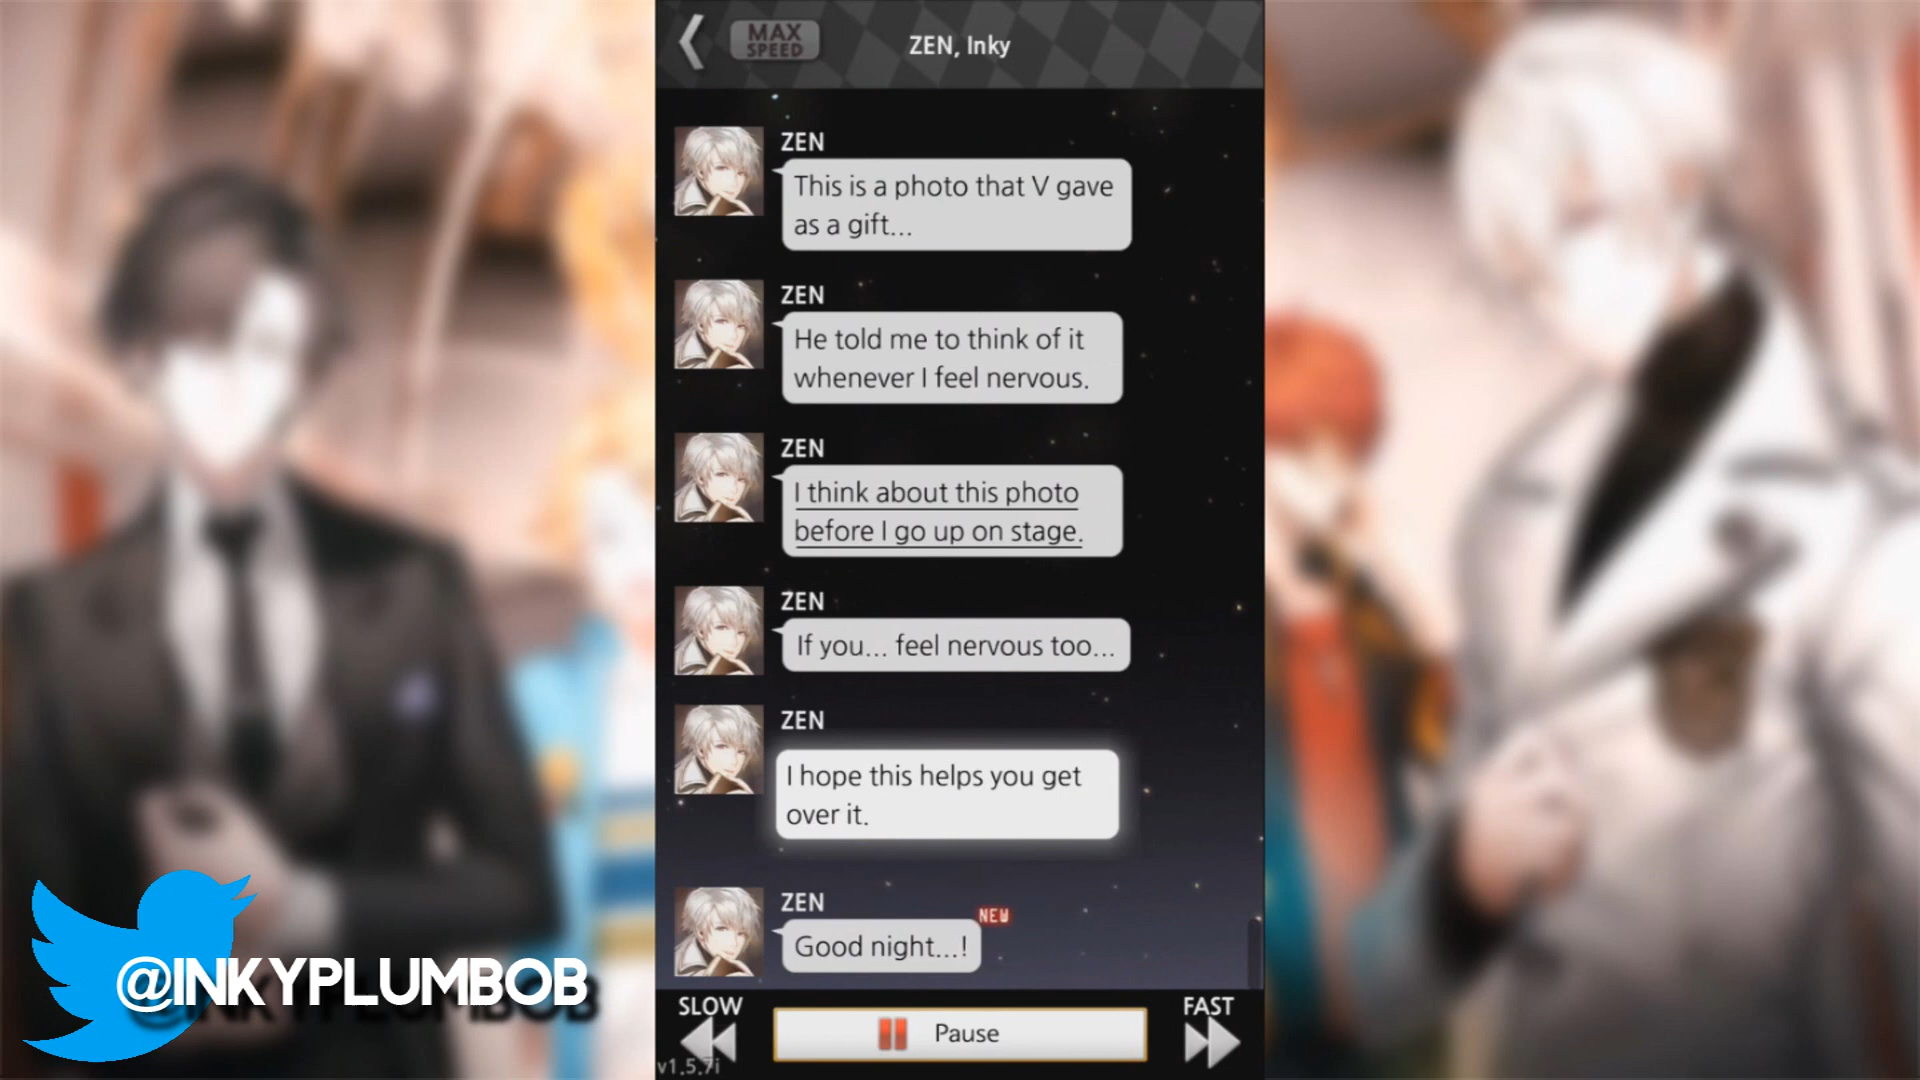 MAX
SPEED
ZEN, Inky
ZEN
This is a photo that V gave
as a gift...
ZEN
He told me to think of it
whenever I feel nervous.
ZEN
I think about this photo
before I go up on stage.
ZEN
If you... feel nervous too...
ZEN
I hope this helps you get
over it.
ZEN
NEW
Good night...!
SLOW
Pause
FAST
v1.5.7i
@INKYPLUMBOB